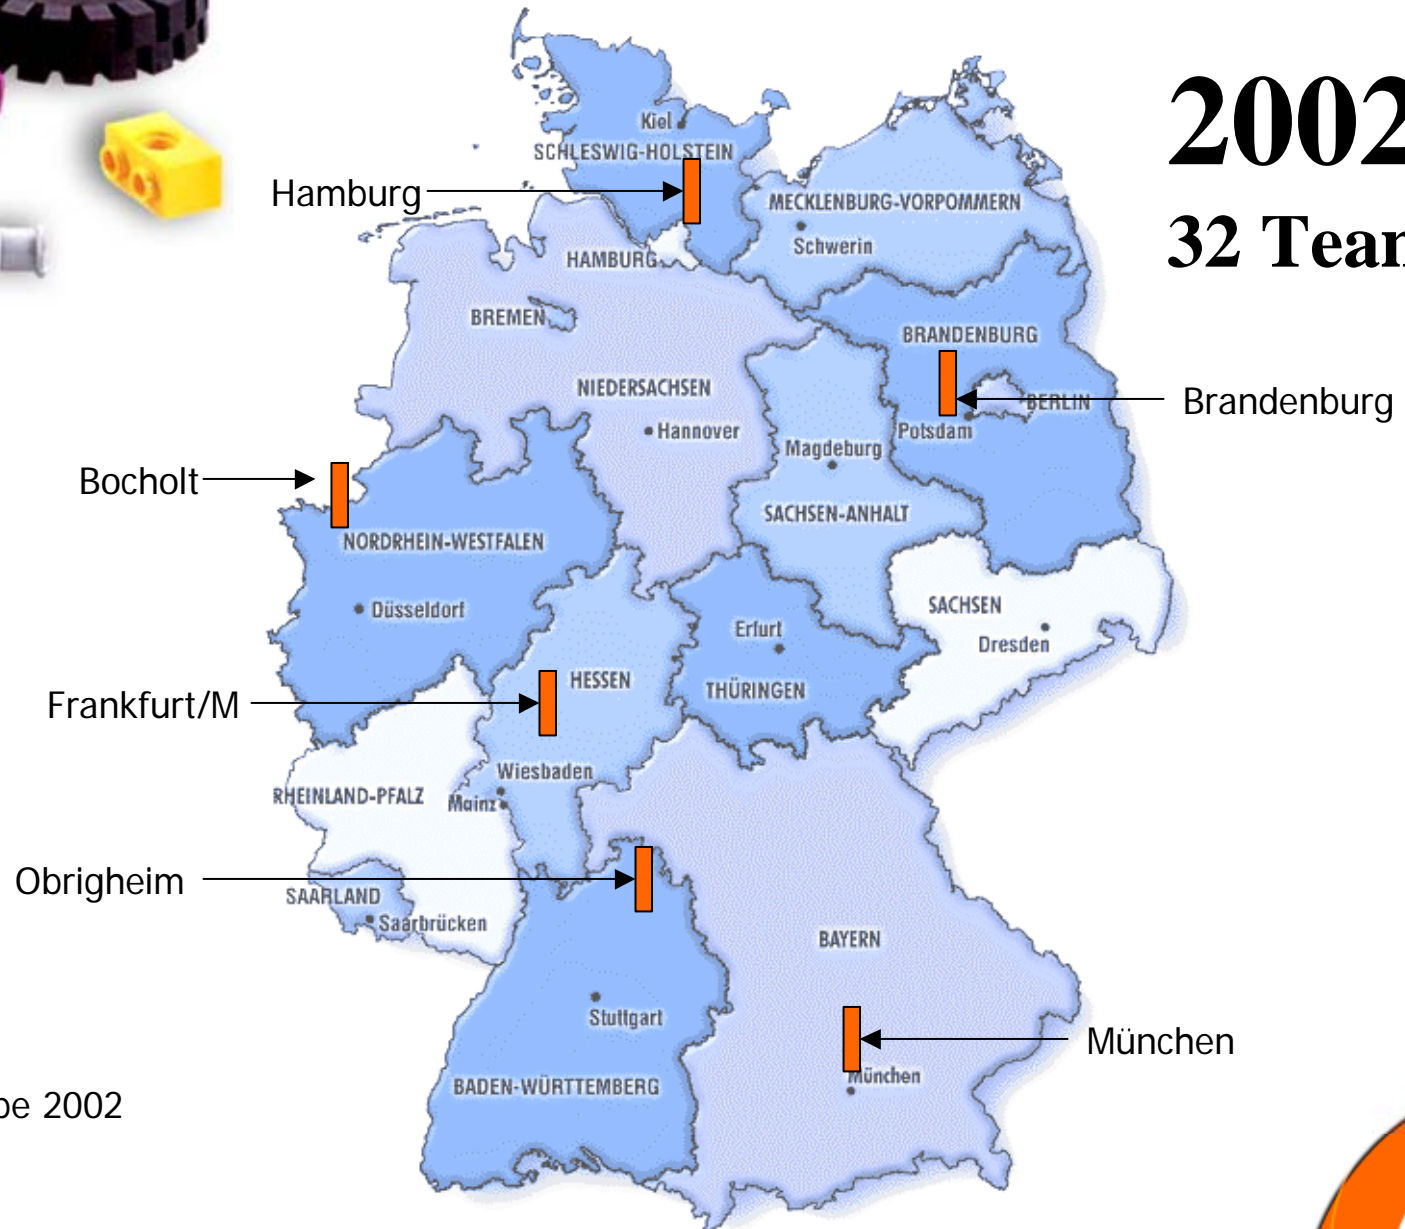 2002
32 Tean
Kiel
SCHLESWIG-HOLSTEIN
Hamburg
MECKLENBURG-VORPOMMERN
Schwerin
HAMBURG
BREMEN
BRANDENBURG
NIEDERSACHSEN
BERLIN
Brandenburg
Hannover
Potsdam
Magdeburg
Bocholt
SACHSEN-ANHALT
NORDRHEIN-WESTFALEN
SACHSEN
Düsseldorf
Erfurt
Dresden
HESSEN
THÜRINGEN
Frankfurt/M
Wiesbaden
RHEINLAND-PFALZ
Mainz
Obrigheim
SAARLAND
Saarbrücken
BAYERN
Stuttgart
München
München
BADEN-WÜRTTEMBERG
pe 2002